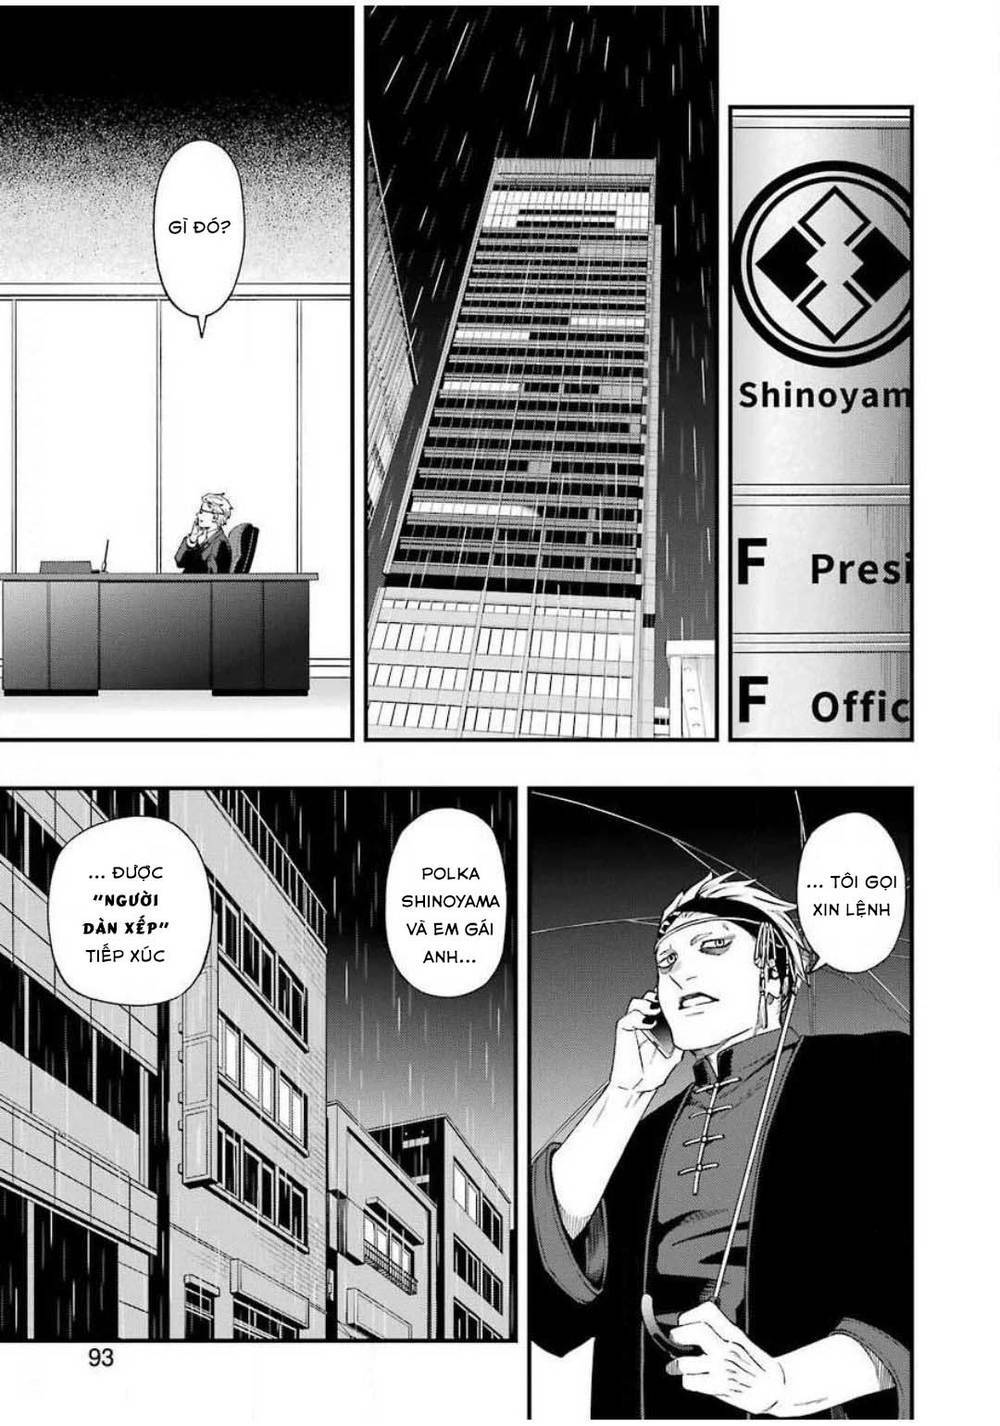 Shinoyam
F Presi
F Offic
GÌ ĐÓ?
... TÔI GỌI
XIN LỆNH
POLKA
SHINOYAMA
VÀ EM GÁI
ANH...
... ĐƯỢC
"NGƯỜI
DÀN XẾP"
TIẾP XÚC
93